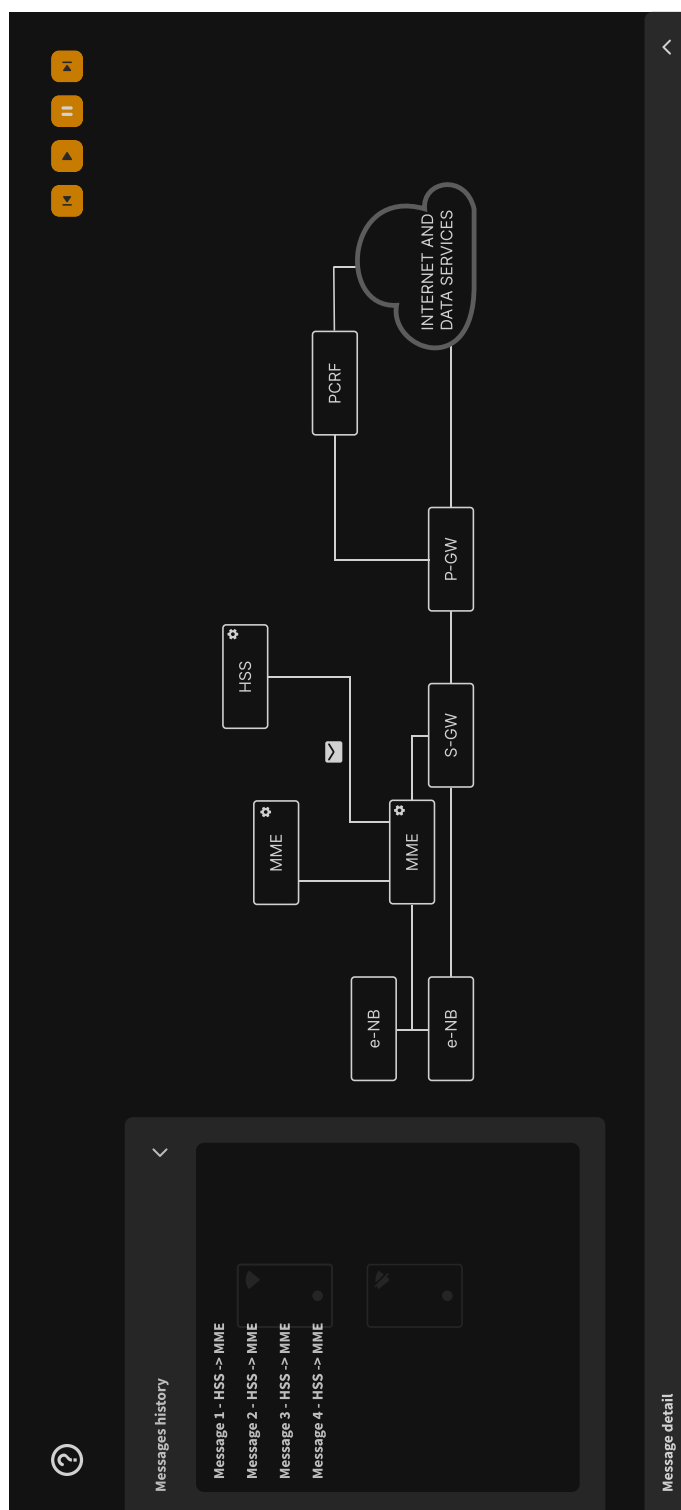 ?
Messages history
Message 1 - HSS -> MME
Message 2 - HSS -> MME
Message 3 - HSS -> MME
Message 4 - HSS -> MME
HSS
MME
PCRF
e-NB
MME
INTERNET AND
DATA SERVICES
e-NB
S-GW
P-GW
Message detail